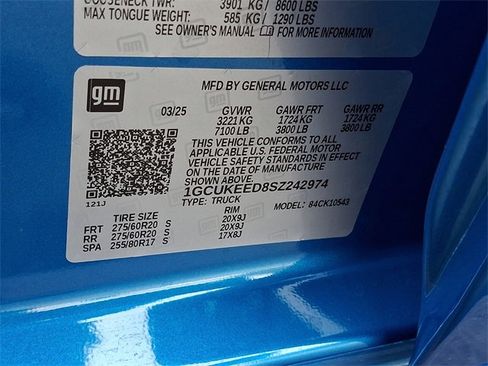 GOOSENECK TWR: 3901 KG / 8600 LBS
MAX TONGUE WEIGHT: 585 KG / 1290 LBS
SEE OWNER'S MANUAL FOR MORE INFORMATION
gm
MFD BY GENERAL MOTORS LLC
03/25 GVWR GAWR FRT GAWR RR
3221 KG 1724 KG 1724 KG
7100 LB 3800 LB 3800 LB
THIS VEHICLE CONFORMS TO ALL
APPLICABLE U.S. FEDERAL MOTOR
VEHICLE SAFETY STANDARDS IN EFFECT
ON THE DATE OF MANUFACTURE SHOWN ABOVE.
1GCUKEED8SZ242974
TYPE: TRUCK MODEL: 84CK10543
121J
TIRE SIZE RIM
FRT 275/60R20 S 20X9J
RR 275/60R20 S 20X9J
SPA 255/80R17 S 17X8J